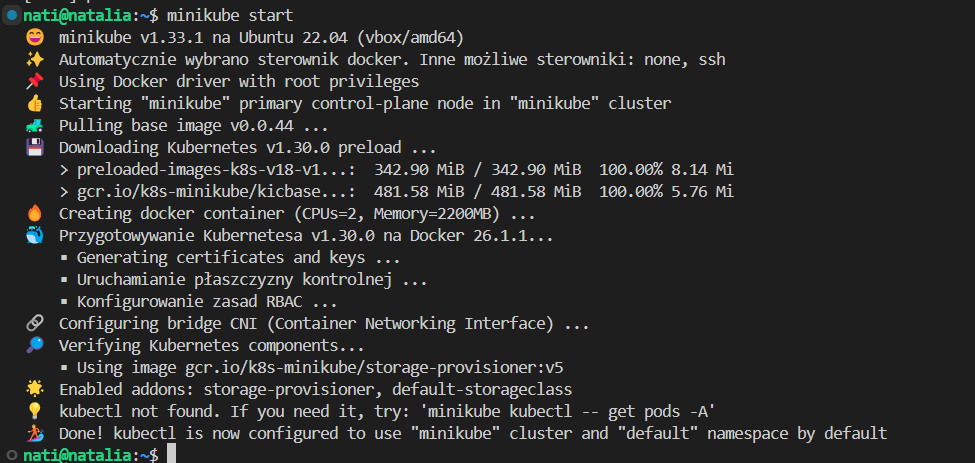 nati@natalia:~$ minikube start
😄 minikube v1.33.1 na Ubuntu 22.04 (vbox/amd64)
✨ Automatycznie wybrano sterownik docker. Inne możliwe sterowniki: none, ssh
📌 Using Docker driver with root privileges
👍 Starting "minikube" primary control-plane node in "minikube" cluster
🚜 Pulling base image v0.0.44 ...
💾 Downloading Kubernetes v1.30.0 preload ...
> preloaded-images-k8s-v18-v1...: 342.90 MiB / 342.90 MiB 100.00% 8.14 Mi
> gcr.io/k8s-minikube/kicbase...: 481.58 MiB / 481.58 MiB 100.00% 5.76 Mi
🔥 Creating docker container (CPUs=2, Memory=2200MB) ...
🐳 Przygotowywanie Kubernetesa v1.30.0 na Docker 26.1.1...
▪ Generating certificates and keys ...
▪ Uruchamianie płaszczyzny kontrolnej ...
▪ Konfigurowanie zasad RBAC ...
🔗 Configuring bridge CNI (Container Networking Interface) ...
🔎 Verifying Kubernetes components...
▪ Using image gcr.io/k8s-minikube/storage-provisioner:v5
🌟 Enabled addons: storage-provisioner, default-storageclass
💡 kubectl not found. If you need it, try: 'minikube kubectl -- get pods -A'
🏄 Done! kubectl is now configured to use "minikube" cluster and "default" namespace by default
nati@natalia:~$